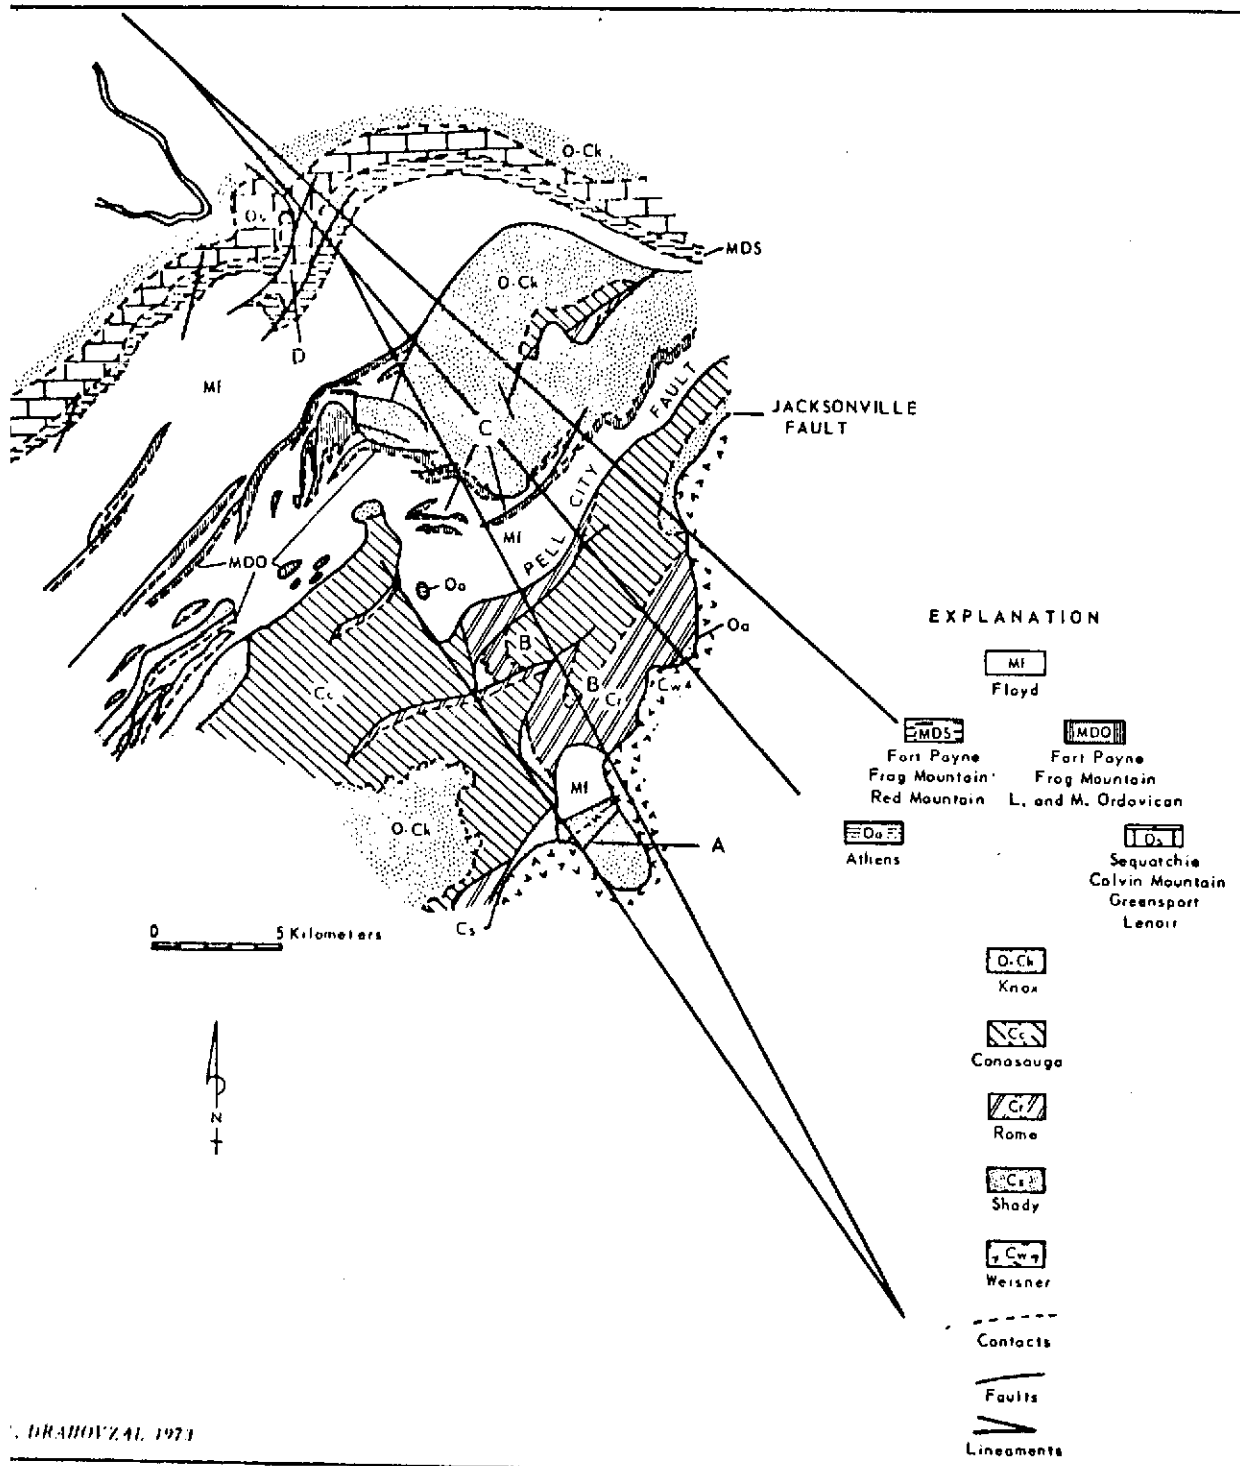 O-Ck
MDS
Os
O-Ck
D
Mf
JACKSONVILLE
FAULT
PELL CITY FAULT
C
Mf
MDO
Oa
Oa
B
B
Cc
Cr
Cw
Mf
O-Ck
A
Cs
0 5 Kilometers
N
EXPLANATION
Mf
Floyd
MDS
Fort Payne
Frog Mountain
Red Mountain
MDO
Fort Payne
Frog Mountain
L. and M. Ordovican
Oa
Athens
Os
Sequatchie
Colvin Mountain
Greensport
Lenoir
O-Ck
Knox
Cc
Conasauga
Cr
Rome
Cs
Shady
Cw
Weisner
Contacts
Faults
Lineaments
DRAHOVZAL 1973